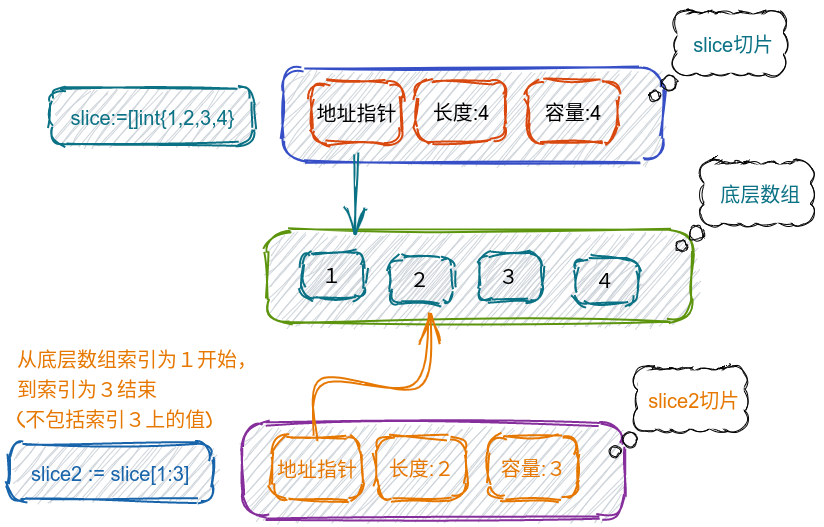 slice切片
slice:=[]int{1,2,3,4}
地址指针
长度:4
容量:4
底层数组
1
2
3
4
从底层数组索引为1开始，
到索引为3结束
（不包括索引3上的值）
slice2切片
slice2 := slice[1:3]
地址指针
长度:2
容量:3